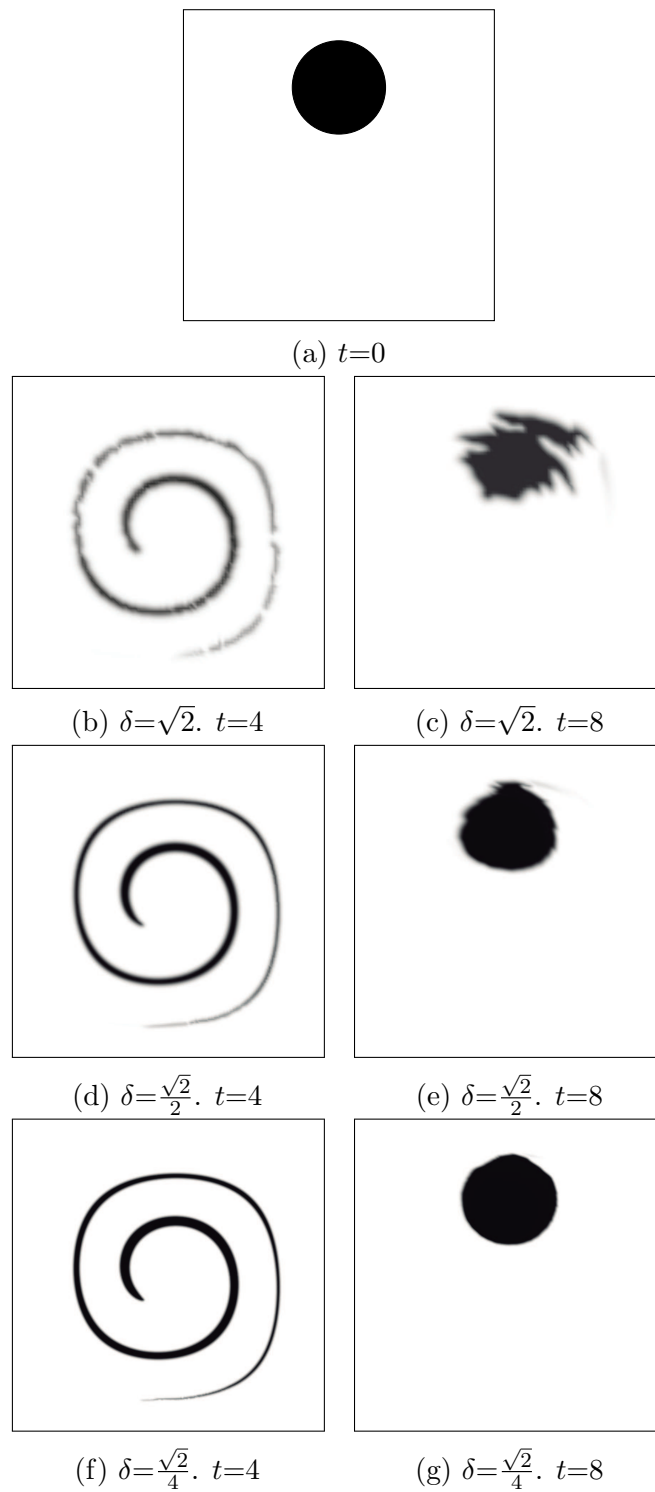 (a) t=0
(b) δ=√2. t=4
(c) δ=√2. t=8
(d) δ=√2/2. t=4
(e) δ=√2/2. t=8
(f) δ=√2/4. t=4
(g) δ=√2/4. t=8